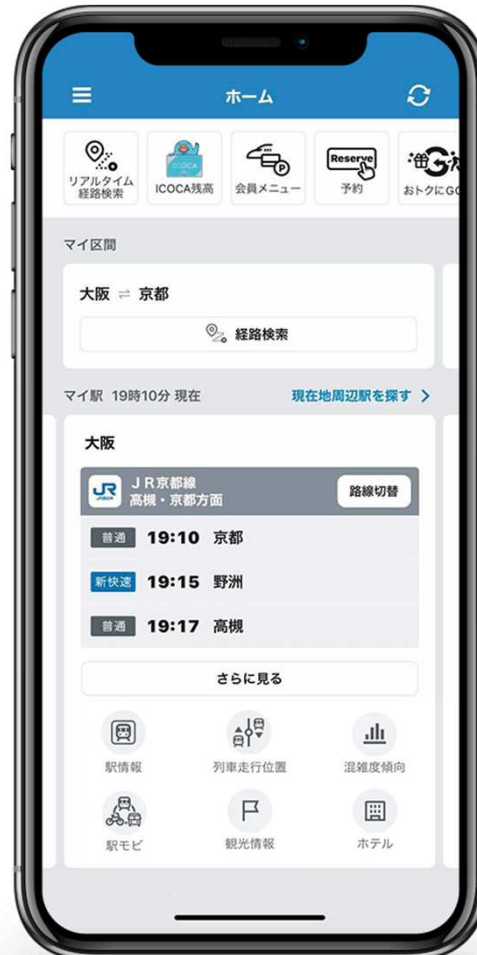 ホーム
リアルタイム
経路検索
ICOCA
ICOCA残高
P
会員メニュー
Reserve
予約
おトクにGO
マイ区間
大阪 ⇌ 京都
経路検索
マイ駅 19時10分 現在 現在地周辺駅を探す >
大阪
JR
JR京都線
高槻・京都方面
路線切替
普通 19:10 京都
新快速 19:15 野洲
普通 19:17 高槻
さらに見る
駅情報 列車走行位置 混雑度傾向
駅モビ 観光情報 ホテル